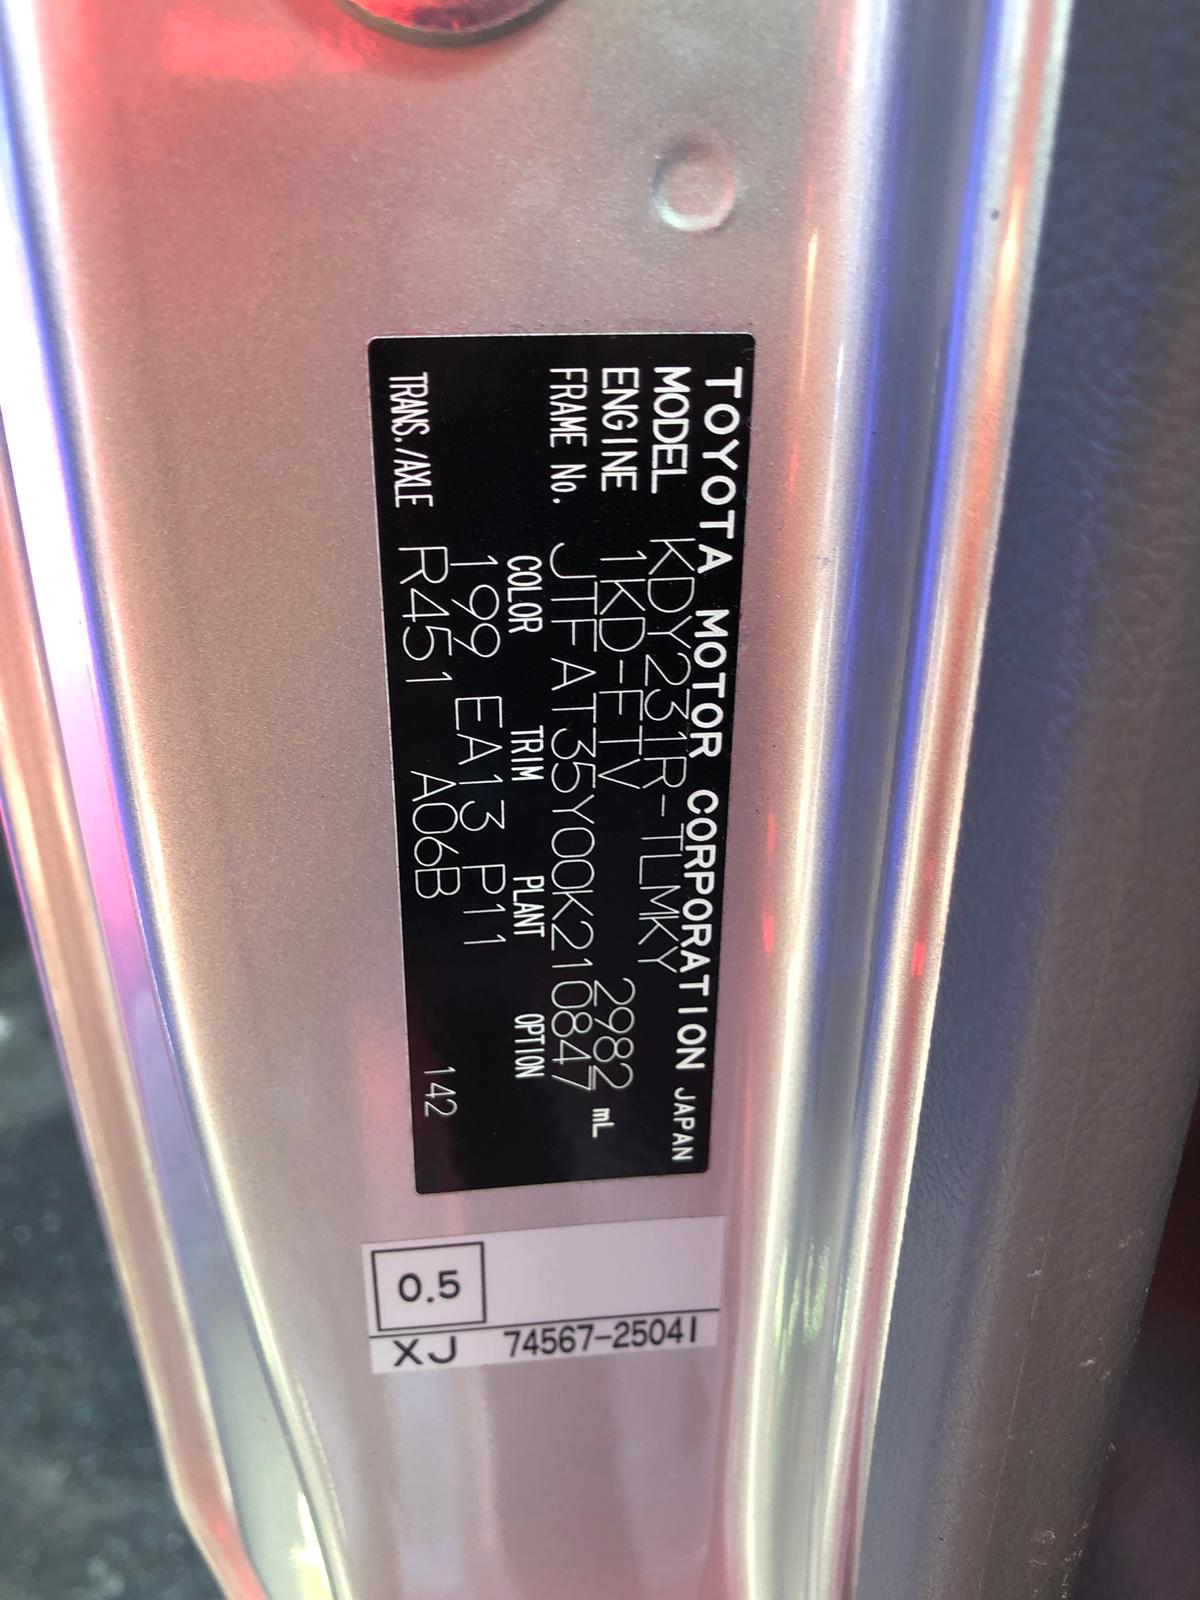 TOYOTA MOTOR CORPORATION JAPAN
MODEL KDY231R-TLMKY
ENGINE 1KD-FTV 2982 mL
FRAME No. JTFAT35Y00K210847
COLOR TRIM PLANT OPTION
199 EA13 P11
TRANS./AXLE R451 A06B 142
0.5
XJ 74567-25041